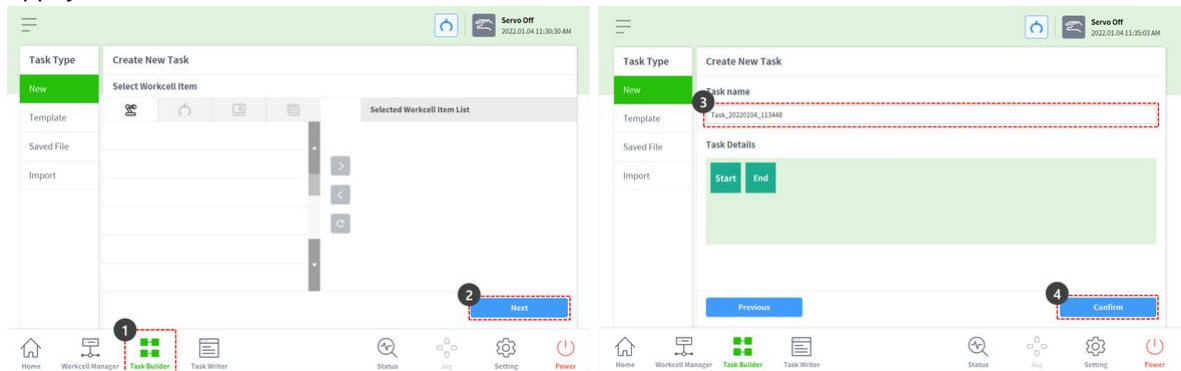 Servo Off
2022.01.04 11:30:30 AM
Task Type
Create New Task
New
Select Workcell Item
Template
Selected Workcell Item List
Saved File
Import
2
Next
1
Home
Workcell Manager
Task Builder
Task Writer
Status
Jog
Setting
Power
Servo Off
2022.01.04 11:35:03 AM
Task Type
Create New Task
New
Task name
3
Task_20220104_113448
Template
Saved File
Task Details
Import
Start End
4
Previous
Confirm
Home
Workcell Manager
Task Builder
Task Writer
Status
Jog
Setting
Power